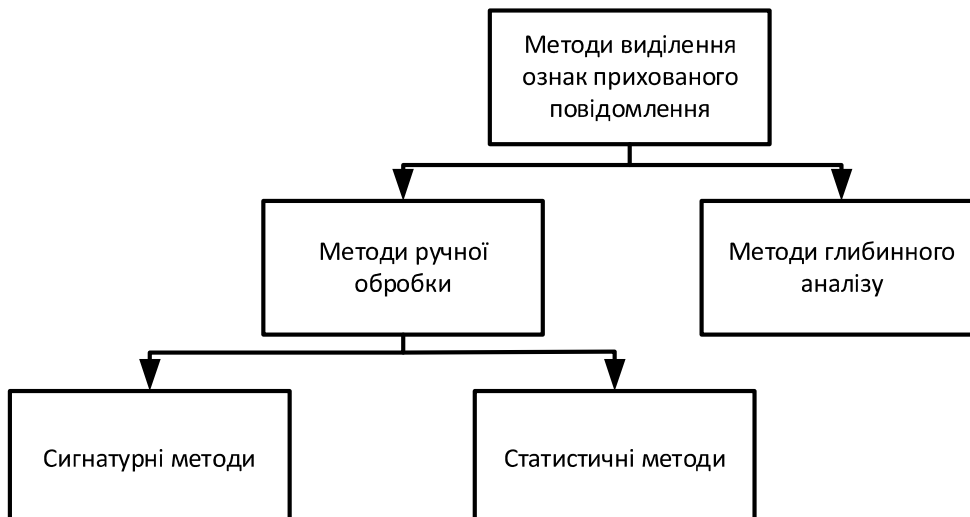 Методи виділення
ознак прихованого
повідомлення
Методи ручної
обробки
Методи глибинного
аналізу
Сигнатурні методи
Статистичні методи